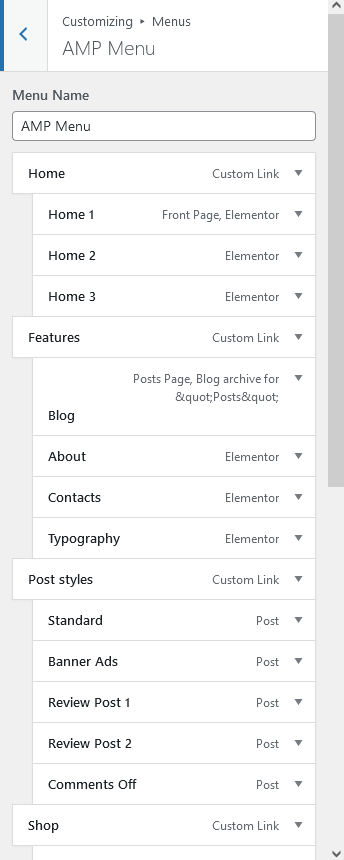 Customizing ▸ Menus
AMP Menu
Menu Name
AMP Menu
Home Custom Link
Home 1 Front Page, Elementor
Home 2 Elementor
Home 3 Elementor
Features Custom Link
Posts Page, Blog archive for
&quot;Posts&quot;
Blog
About Elementor
Contacts Elementor
Typography Elementor
Post styles Custom Link
Standard Post
Banner Ads Post
Review Post 1 Post
Review Post 2 Post
Comments Off Post
Shop Custom Link